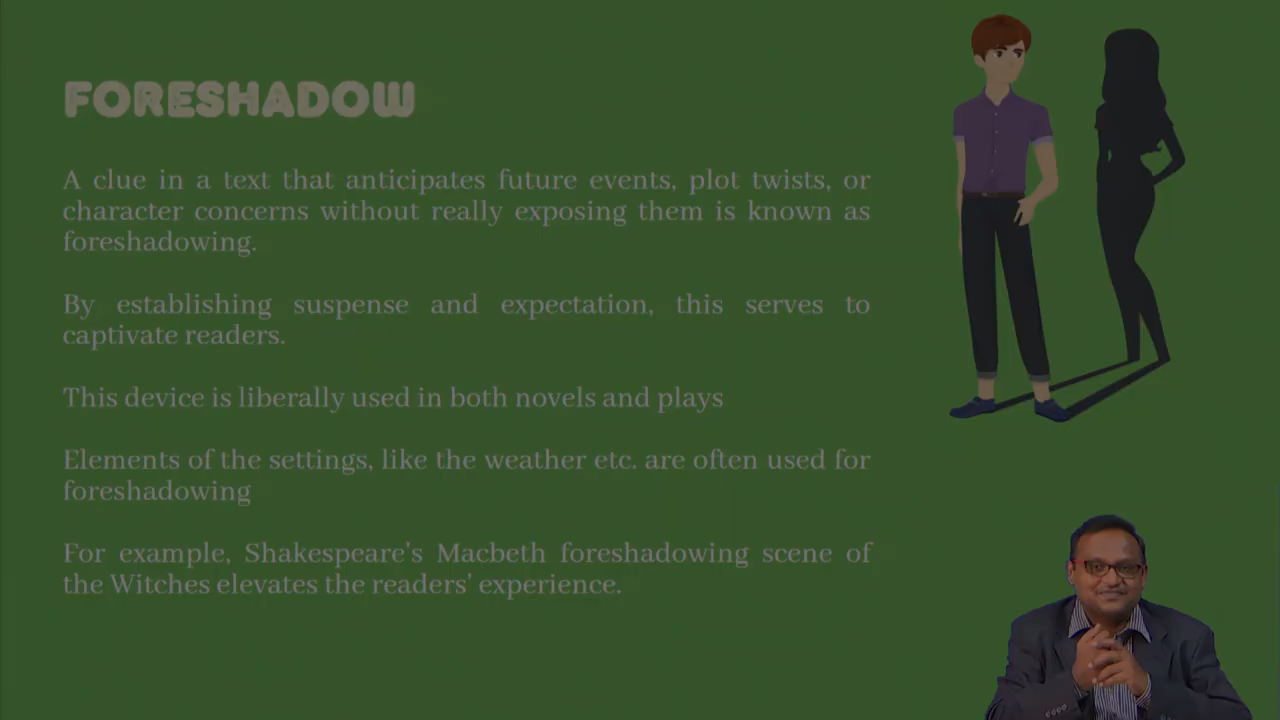 FORESHADOW
A clue in a text that anticipates future events, plot twists, or
character concerns without really exposing them is known as
foreshadowing.
By establishing suspense and expectation, this serves to
captivate readers.
This device is liberally used in both novels and plays
Elements of the settings, like the weather etc. are often used for
foreshadowing
For example, Shakespeare's Macbeth foreshadowing scene of
the Witches elevates the readers' experience.